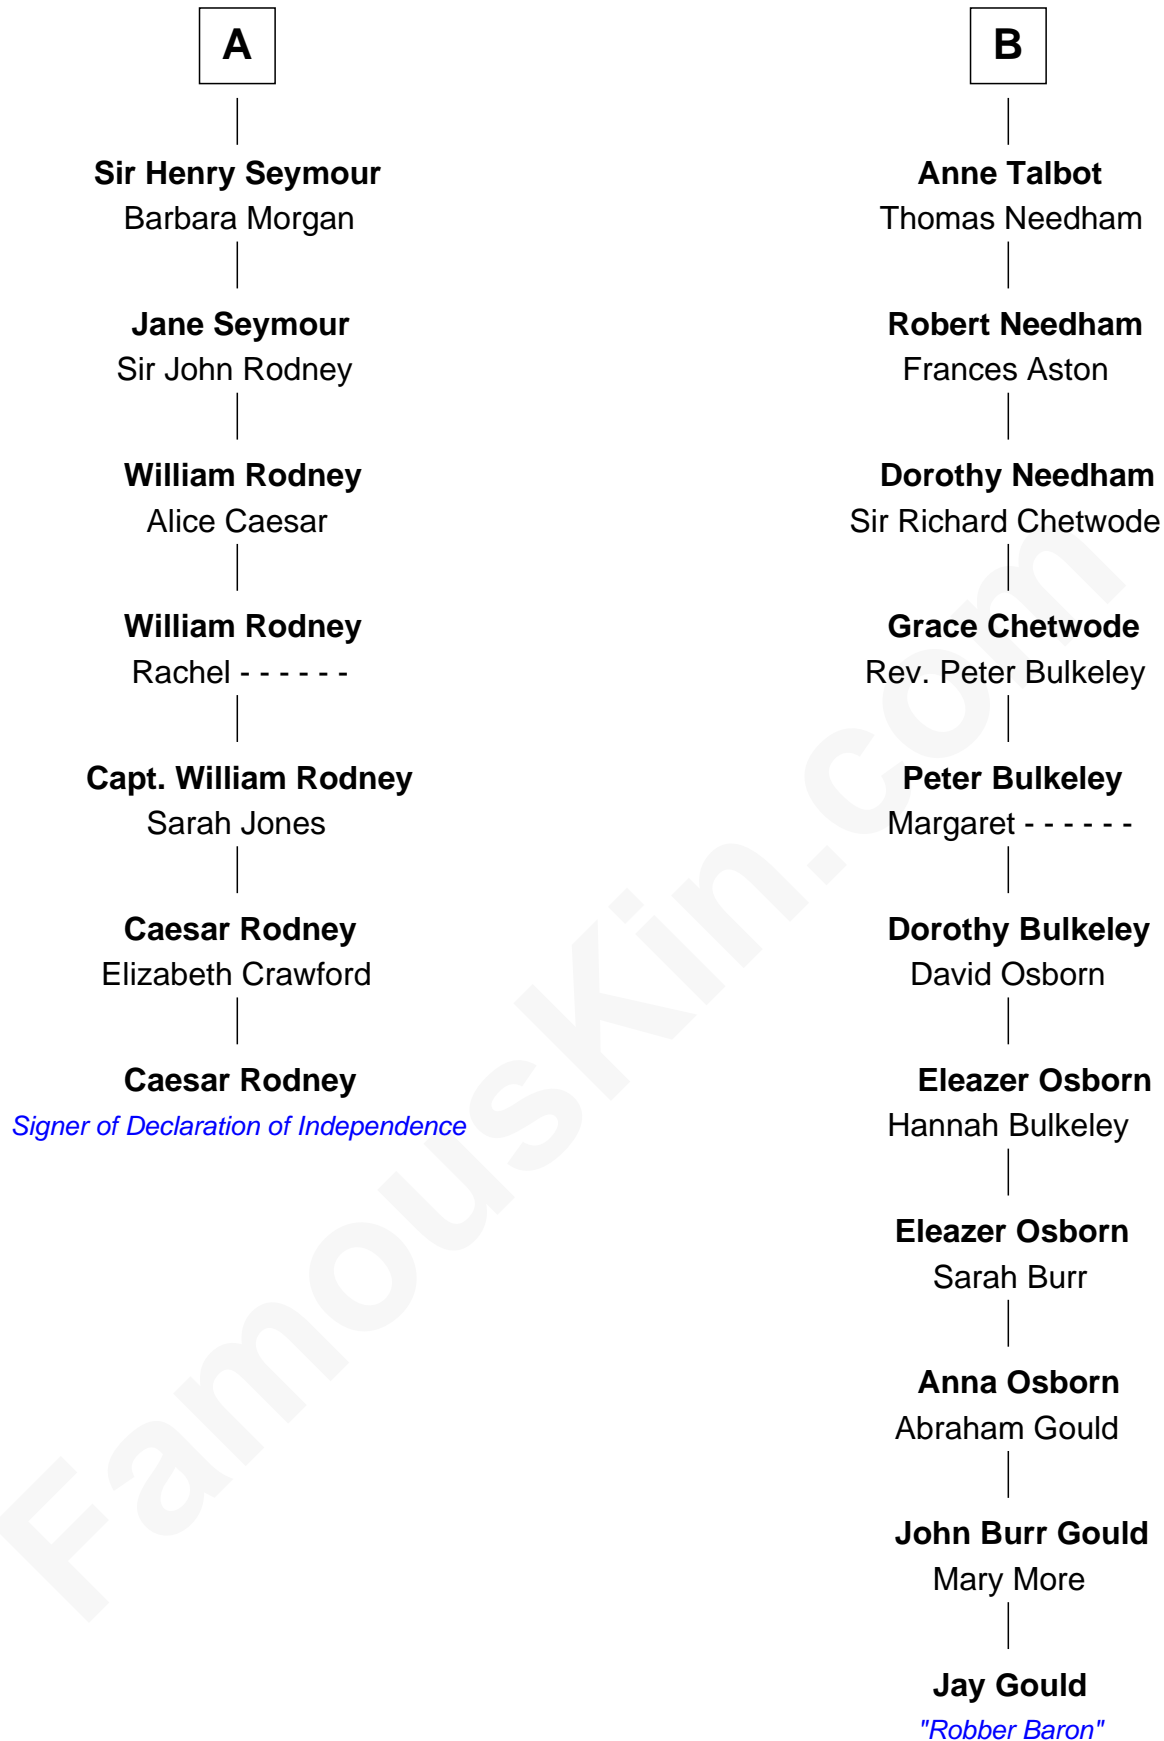 A
Sir Henry Seymour
Barbara Morgan
Jane Seymour
Sir John Rodney
William Rodney
Alice Caesar
William Rodney
Rachel - - - - - -
Capt. William Rodney
Sarah Jones
Caesar Rodney
Elizabeth Crawford
Caesar Rodney
Signer of Declaration of Independence
B
Anne Talbot
Thomas Needham
Robert Needham
Frances Aston
Dorothy Needham
Sir Richard Chetwode
Grace Chetwode
Rev. Peter Bulkeley
Peter Bulkeley
Margaret - - - - - -
Dorothy Bulkeley
David Osborn
Eleazer Osborn
Hannah Bulkeley
Eleazer Osborn
Sarah Burr
Anna Osborn
Abraham Gould
John Burr Gould
Mary More
Jay Gould
"Robber Baron"
FamousKin.com